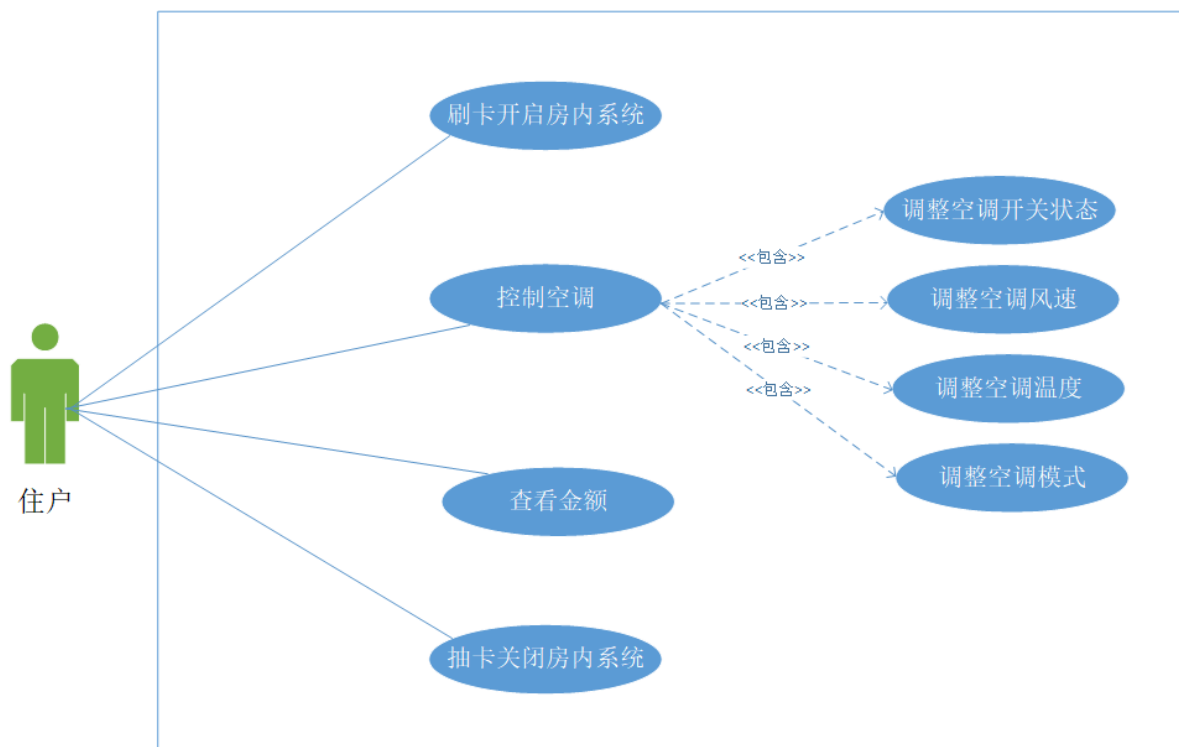 刷卡开启房内系统
调整空调开关状态
<<包含>>
控制空调
<<包含>>
调整空调风速
<<包含>>
调整空调温度
<<包含>>
调整空调模式
住户
查看金额
抽卡关闭房内系统